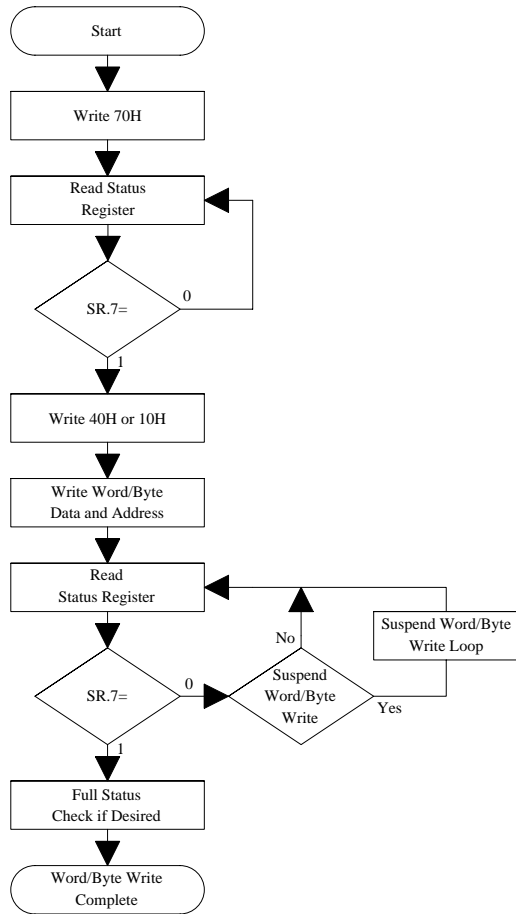 Start
Write 70H
Read Status
Register
SR.7=
0
1
Write 40H or 10H
Write Word/Byte
Data and Address
Read
Status Register
SR.7=
0
1
No
Suspend
Word/Byte
Write
Yes
Suspend Word/Byte
Write Loop
Full Status
Check if Desired
Word/Byte Write
Complete